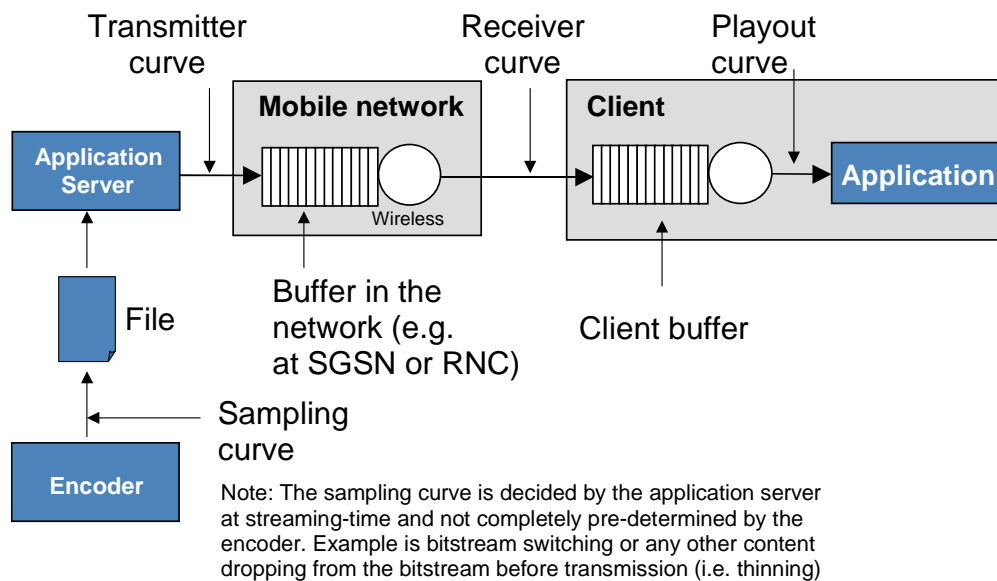 Transmitter
curve
Receiver
curve
Playout
curve
Mobile network
Client
Application
Server
Wireless
Application
File
Buffer in the
network (e.g.
at SGSN or RNC)
Client buffer
Sampling
curve
Encoder
Note: The sampling curve is decided by the application server
at streaming-time and not completely pre-determined by the
encoder. Example is bitstream switching or any other content
dropping from the bitstream before transmission (i.e. thinning)